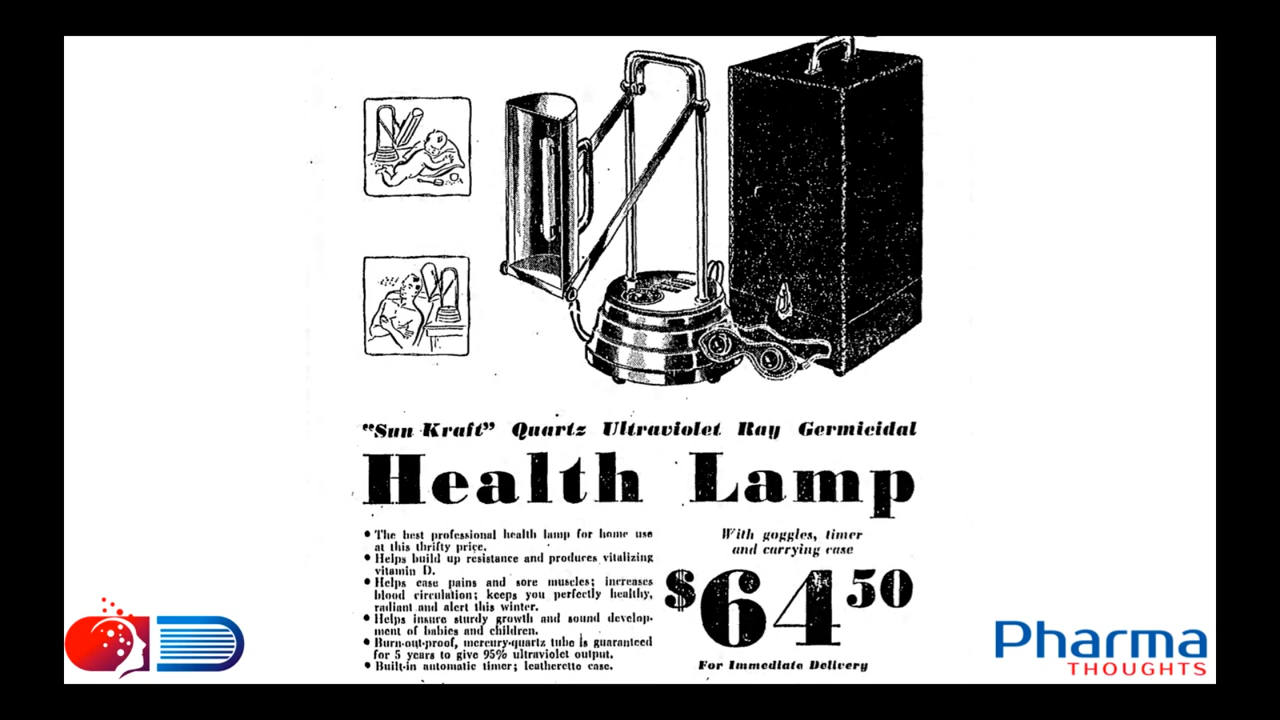 "Sun Kraft" Quartz Ultraviolet Ray Germicidal
Health Lamp
• The best professional health lamp for home use
at this thrifty price.
• Helps build up resistance and produces vitalizing
vitamin D.
• Helps ease pains and sore muscles; increases
blood circulation; keeps you perfectly healthy,
radiant and alert this winter.
• Helps insure sturdy growth and sound develop-
ment of babies and children.
• Burn-out-proof, mercury-quartz tube is guaranteed
for 5 years to give 95% ultraviolet output.
• Built-in automatic timer; leatherette case.
With goggles, timer
and carrying case
$64.50
For Immediate Delivery
Pharma
THOUGHTS